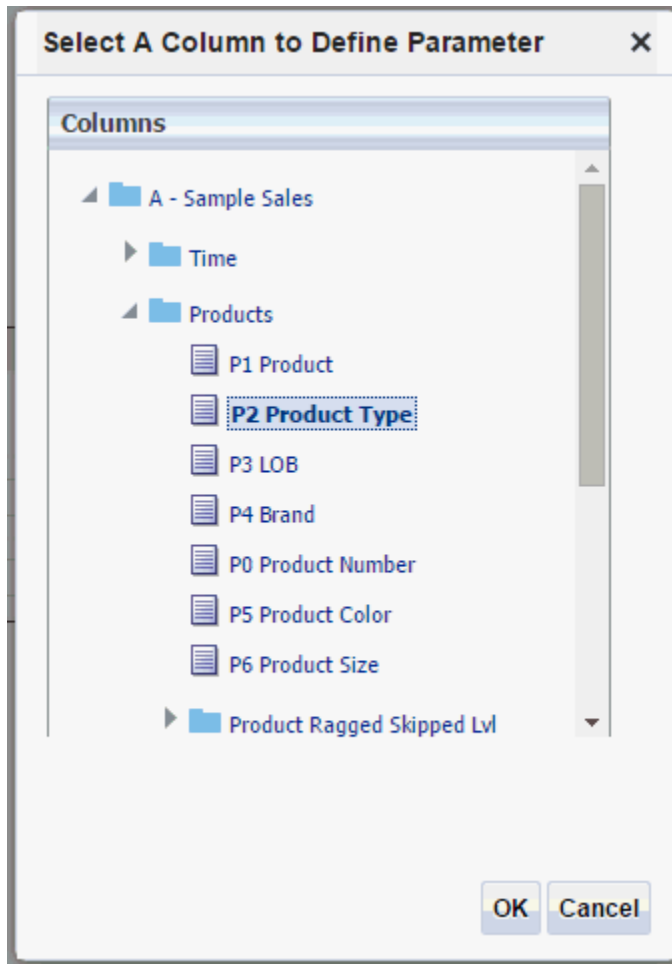 Select A Column to Define Parameter
Columns
A - Sample Sales
Time
Products
P1 Product
P2 Product Type
P3 LOB
P4 Brand
P0 Product Number
P5 Product Color
P6 Product Size
Product Ragged Skipped Lvl
OK Cancel